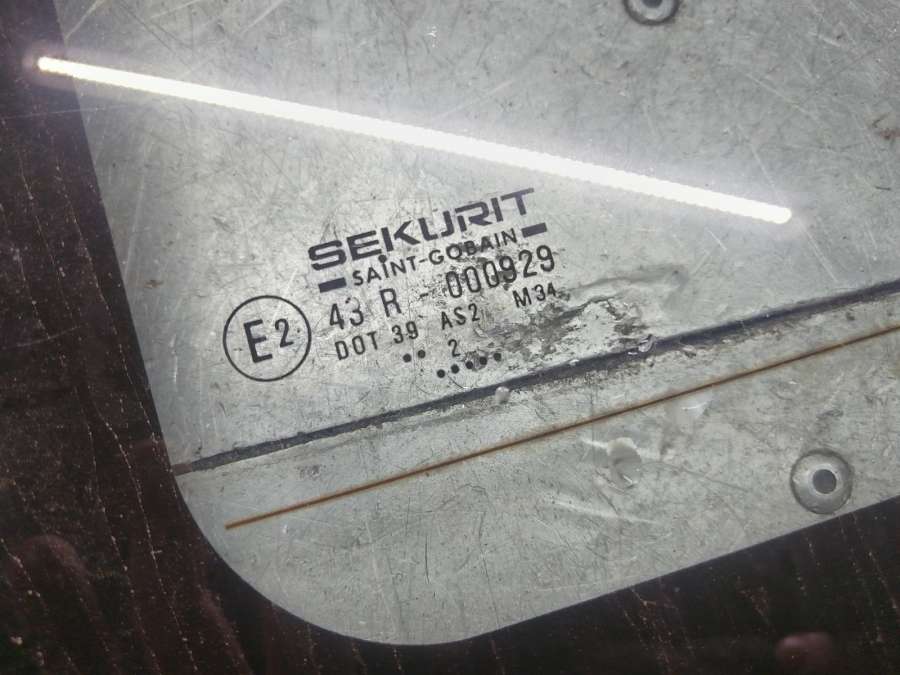 SEKURIT
SAINT-GOBAIN
E2
43 R - 000929
DOT 39 AS2 M34
2